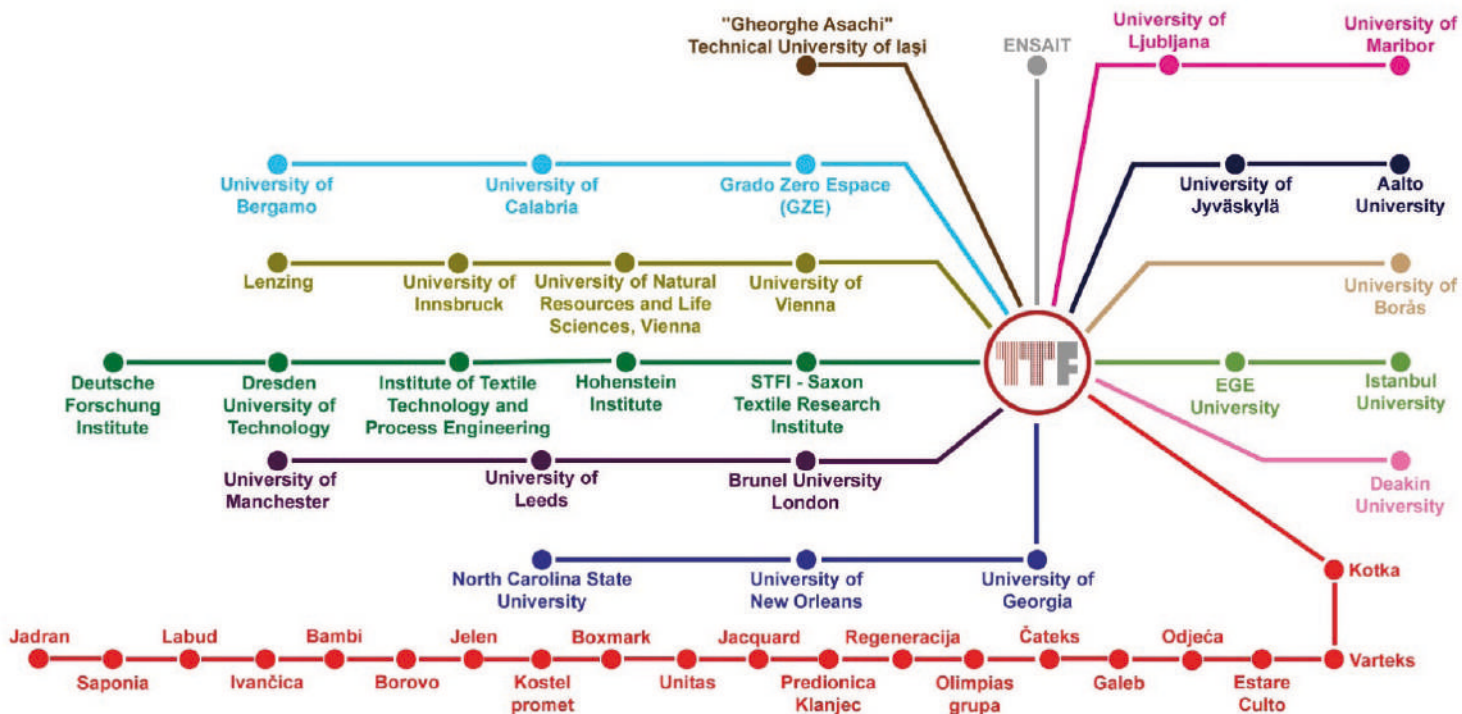 "Gheorghe Asachi"
Technical University of Iaşi
ENSAIT
University of
Ljubljana
University of
Maribor
University of
Bergamo
University of
Calabria
Grado Zero Espace
(GZE)
University of
Jyväskylä
Aalto
University
Lenzing
University of
Innsbruck
University of Natural
Resources and Life
Sciences, Vienna
University of
Vienna
University of
Borås
TTF
Deutsche
Forschung
Institute
Dresden
University of
Technology
Institute of Textile
Technology and
Process Engineering
Hohenstein
Institute
STFI - Saxon
Textile Research
Institute
EGE
University
Istanbul
University
University of
Manchester
University of
Leeds
Brunel University
London
Deakin
University
North Carolina State
University
University of
New Orleans
University of
Georgia
Kotka
Jadran
Saponia
Labud
Ivančica
Bambi
Borovo
Jelen
Kostel
promet
Boxmark
Unitas
Jacquard
Predionica
Klanjec
Regeneracija
Olimpias
grupa
Čateks
Galeb
Odjeća
Estare
Culto
Varteks